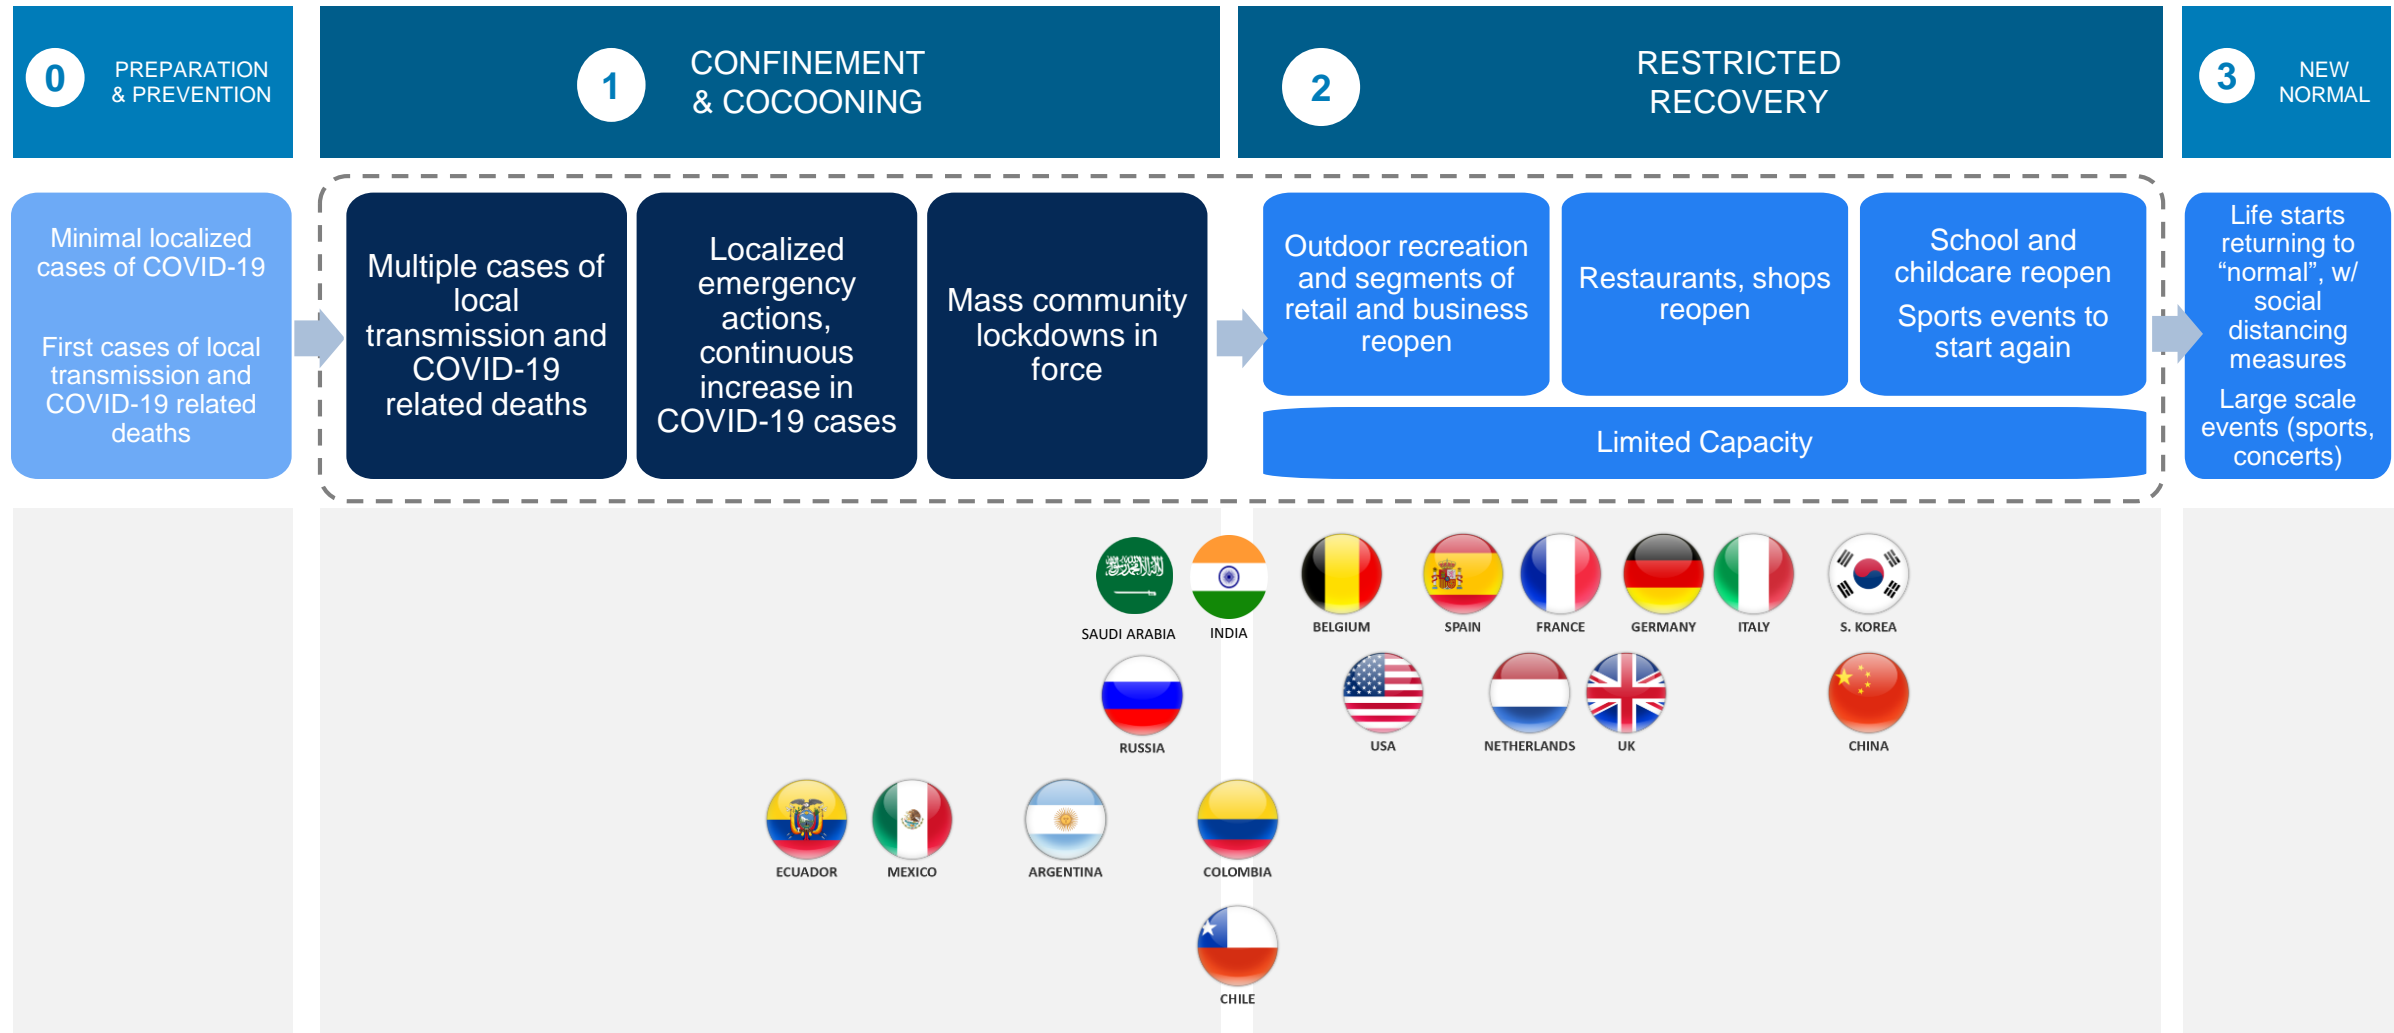 0
PREPARATION
& PREVENTION
1
CONFINEMENT
& COCOONING
2
RESTRICTED
RECOVERY
3
NEW
NORMAL
Minimal localized
cases of COVID-19
First cases of local
transmission and
COVID-19 related
deaths
Multiple cases of
local
transmission and
COVID-19
related deaths
Localized
emergency
actions,
continuous
increase in
COVID-19 cases
Mass community
lockdowns in
force
Outdoor recreation
and segments of
retail and business
reopen
Restaurants, shops
reopen
School and
childcare reopen
Sports events to
start again
Limited Capacity
Life starts
returning to
“normal”, w/
social
distancing
measures
Large scale
events (sports,
concerts)
SAUDI ARABIA
INDIA
BELGIUM
SPAIN
FRANCE
GERMANY
ITALY
S. KOREA
RUSSIA
USA
NETHERLANDS
UK
CHINA
ECUADOR
MEXICO
ARGENTINA
COLOMBIA
CHILE